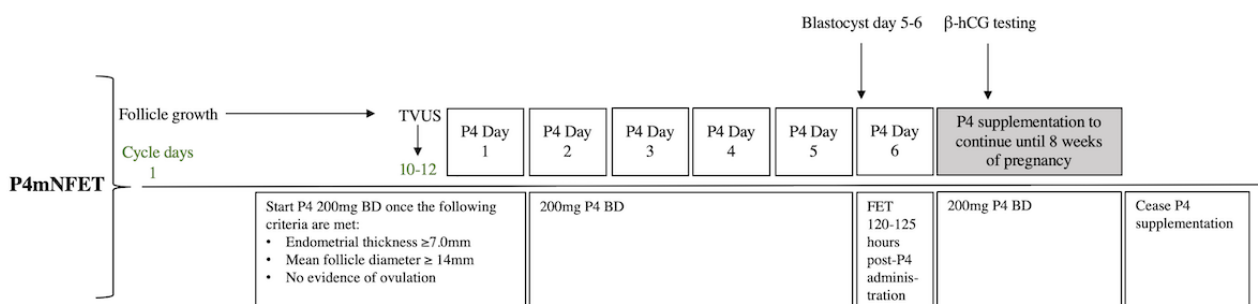 Blastocyst day 5-6
β-hCG testing
P4mNFET
Follicle growth
TVUS
Cycle days
1
10-12
P4 Day
1
P4 Day
2
P4 Day
3
P4 Day
4
P4 Day
5
P4 Day
6
P4 supplementation to
continue until 8 weeks
of pregnancy
Start P4 200mg BD once the following
criteria are met:
• Endometrial thickness ≥7.0mm
• Mean follicle diameter ≥ 14mm
• No evidence of ovulation
200mg P4 BD
FET
120-125
hours
post-P4
adminis-
tration
200mg P4 BD
Cease P4
supplementation